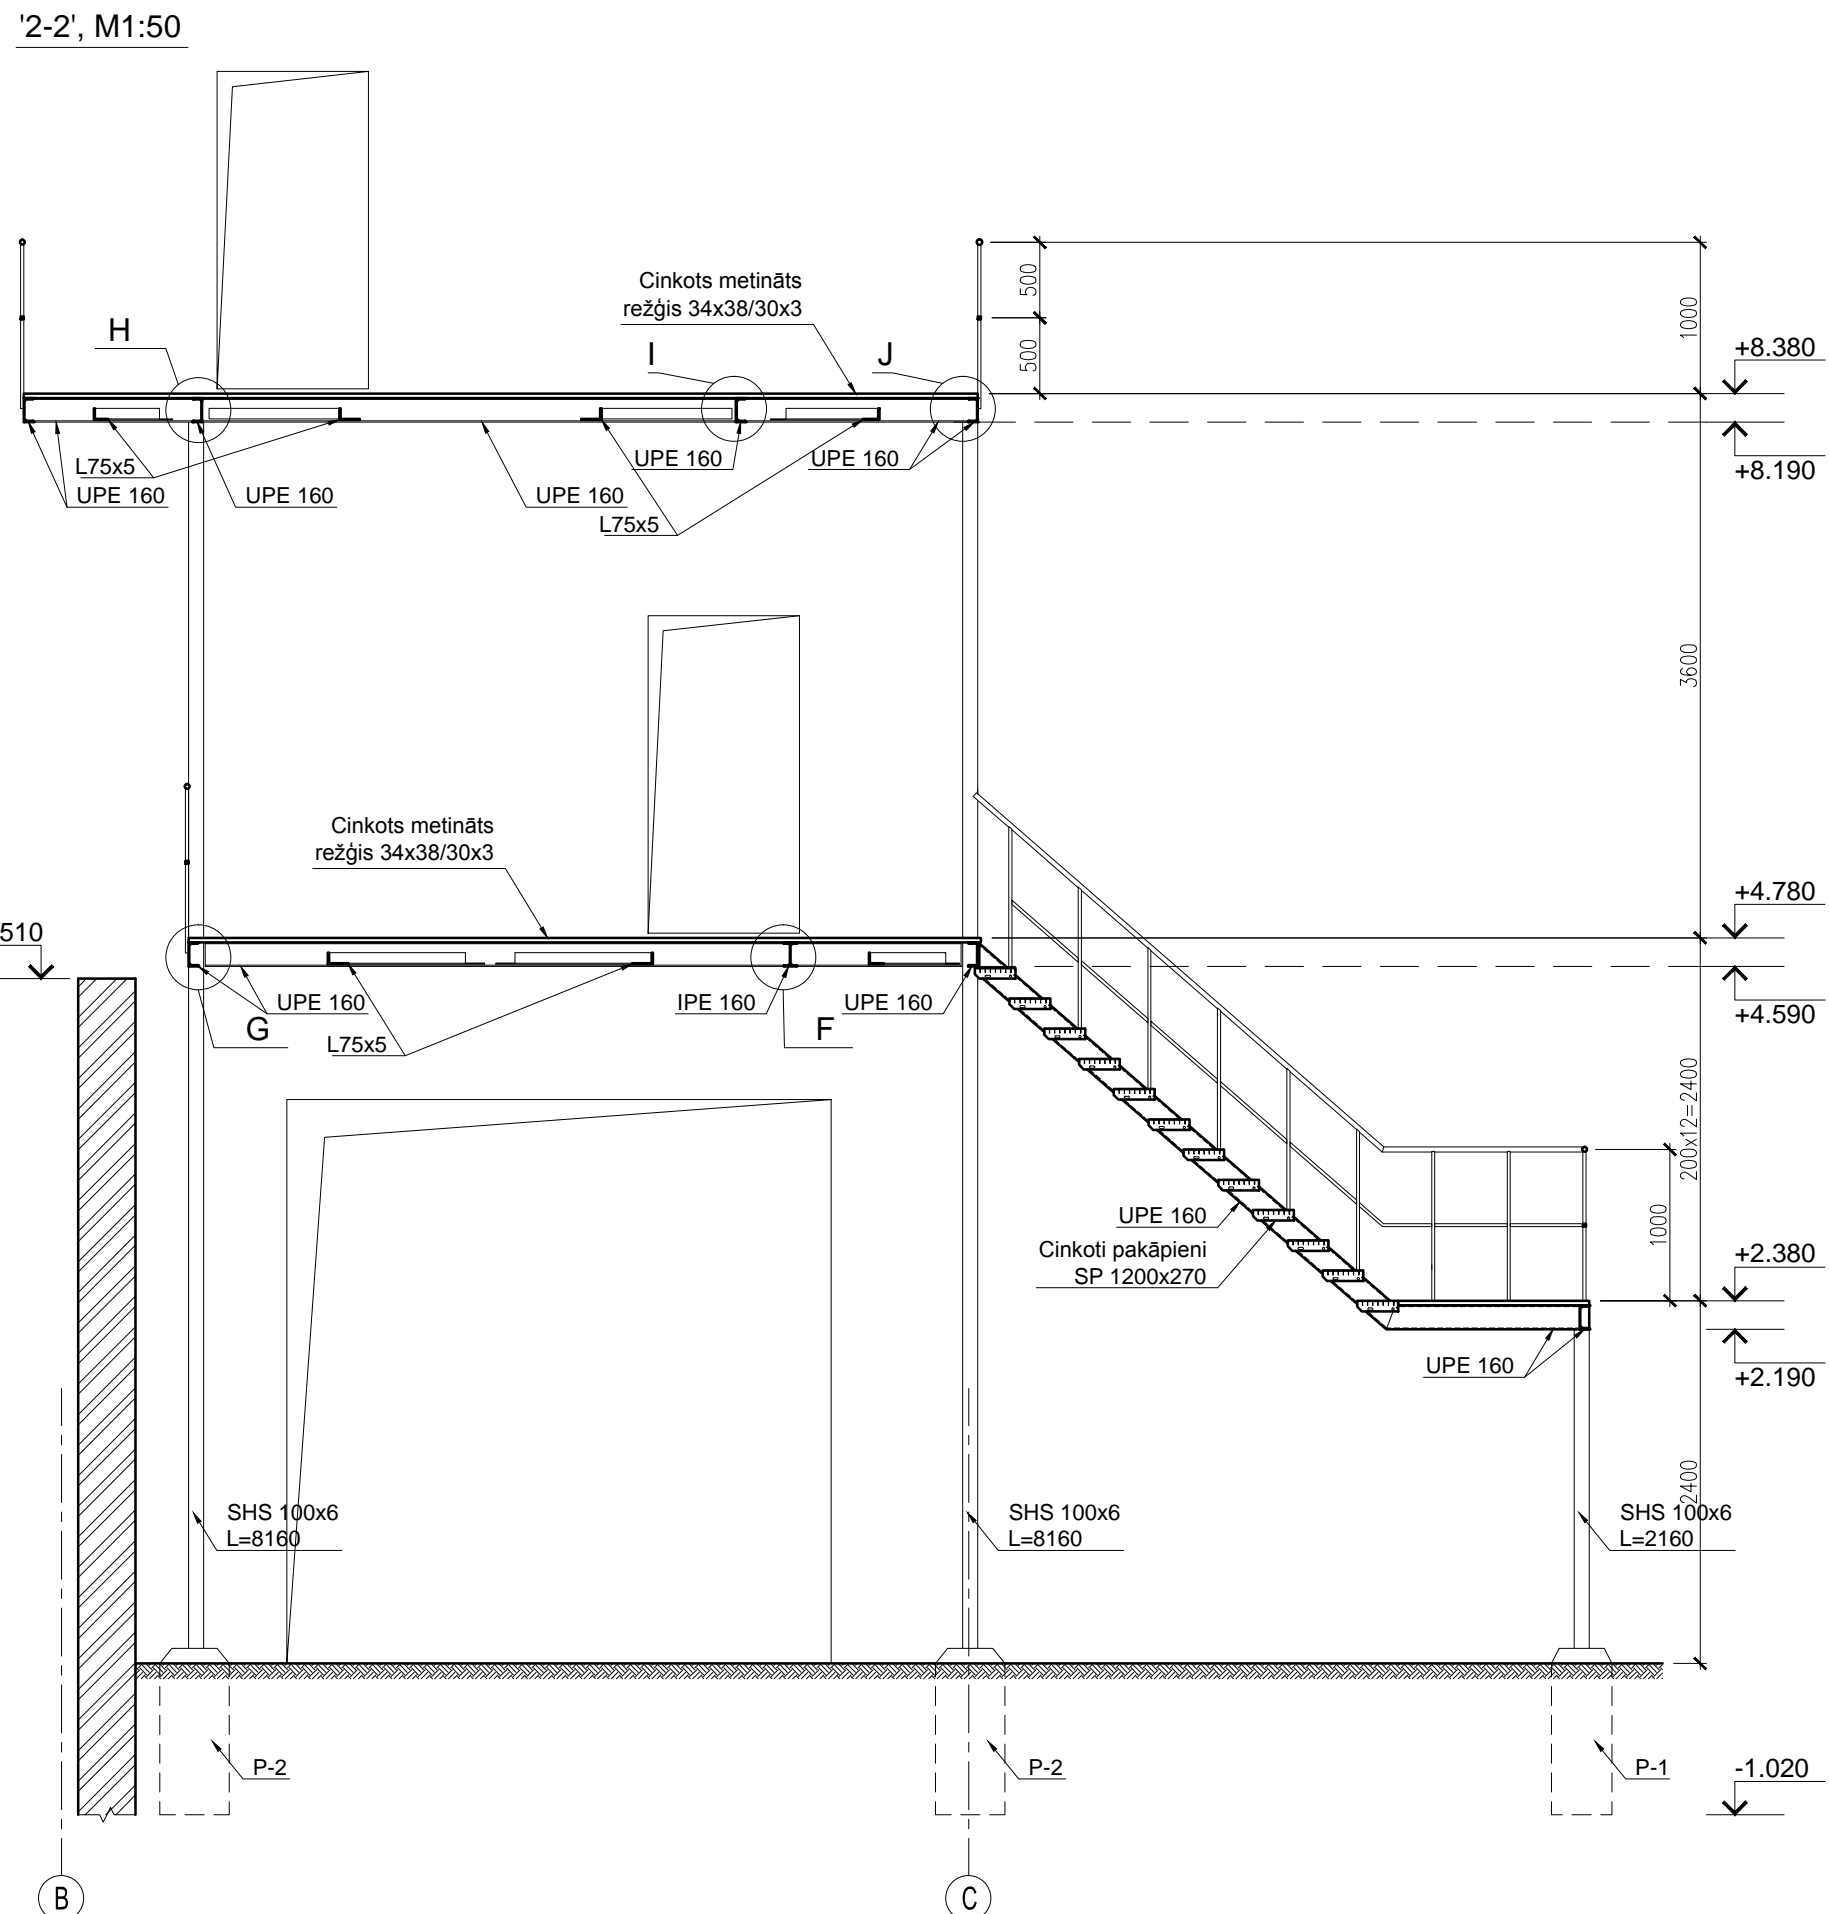 '2-2', M1:50
Cinkots metināts
režģis 34x38/30x3
H
I
J
500
500
1000
+8.380
+8.190
L75x5
UPE 160
UPE 160
UPE 160
L75x5
UPE 160
UPE 160
3600
Cinkots metināts
režģis 34x38/30x3
510
G
UPE 160
L75x5
IPE 160
F
UPE 160
+4.780
+4.590
200x12=2400
UPE 160
Cinkoti pakāpieni
SP 1200x270
1000
+2.380
+2.190
UPE 160
2400
SHS 100x6
L=8160
SHS 100x6
L=8160
SHS 100x6
L=2160
P-2
P-2
P-1
-1.020
B
C